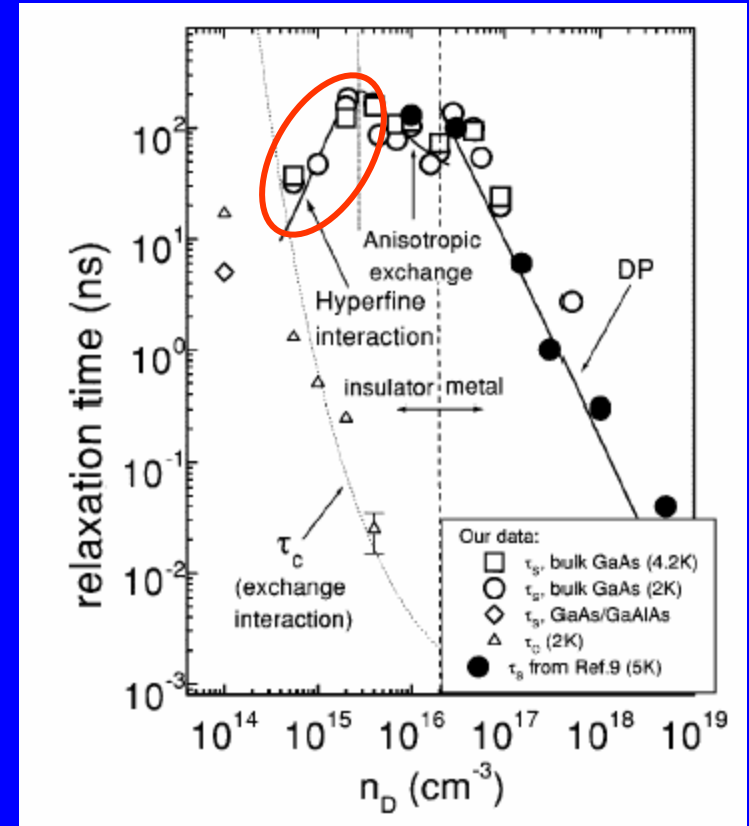 relaxation time (ns)
10²
10¹
10⁰
10⁻¹
10⁻²
10⁻³
Anisotropic
exchange
Hyperfine
interaction
DP
insulator metal
τc
(exchange
interaction)
Our data:
τs, bulk GaAs (4.2K)
τs, bulk GaAs (2K)
τs, GaAs/GaAlAs
τc (2K)
τs from Ref.9 (5K)
10¹⁴ 10¹⁵ 10¹⁶ 10¹⁷ 10¹⁸ 10¹⁹
nD (cm⁻³)